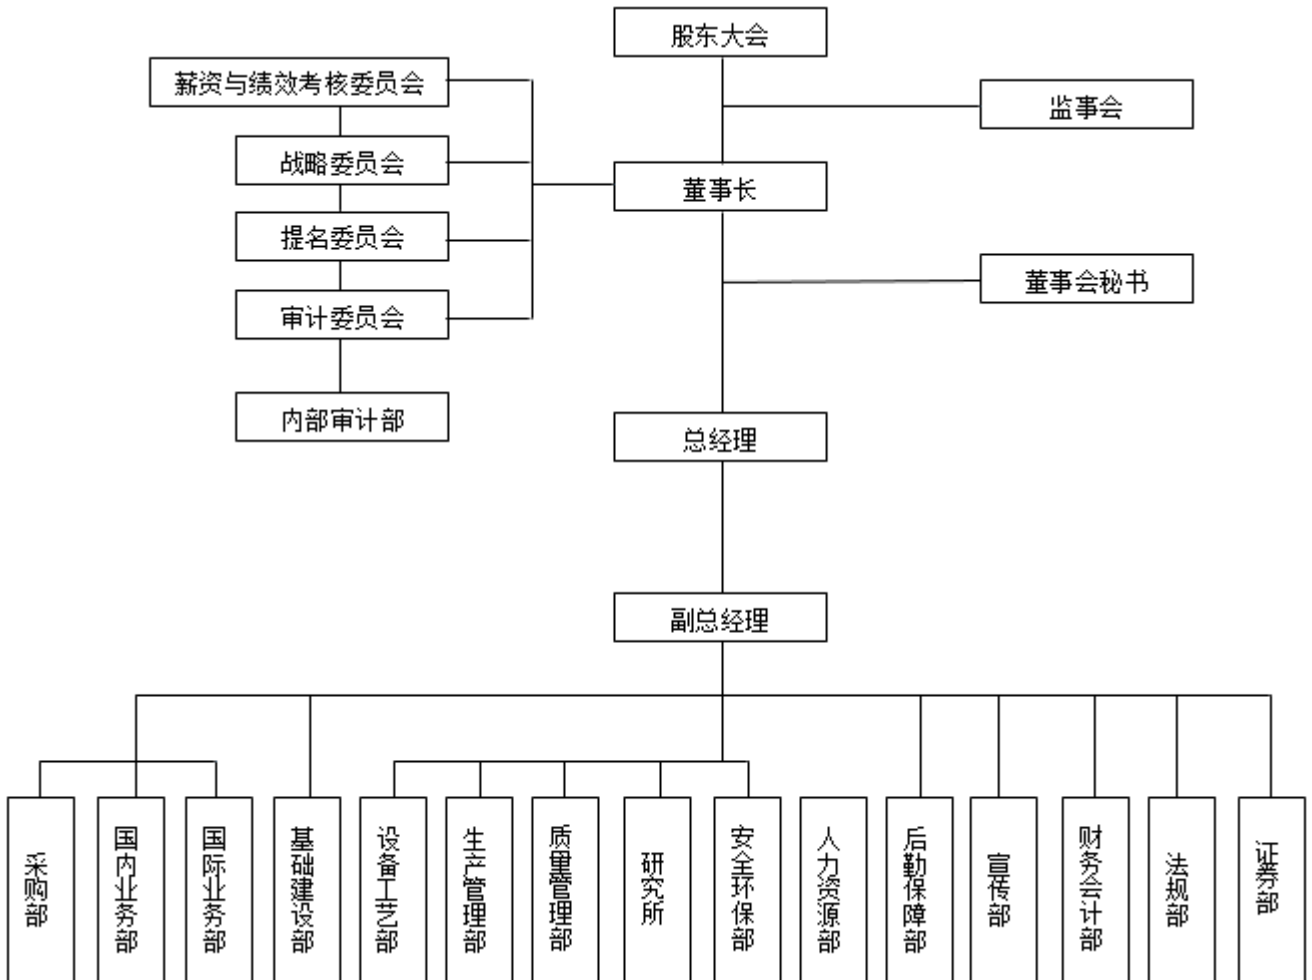 股东大会
薪资与绩效考核委员会
监事会
战略委员会
董事长
提名委员会
董事会秘书
审计委员会
内部审计部
总经理
副总经理
采购部
国内业务部
国际业务部
基础建设部
设备工艺部
生产管理部
质量管理部
研究所
安全环保部
人力资源部
后勤保障部
宣传部
财务会计部
法规部
证券部